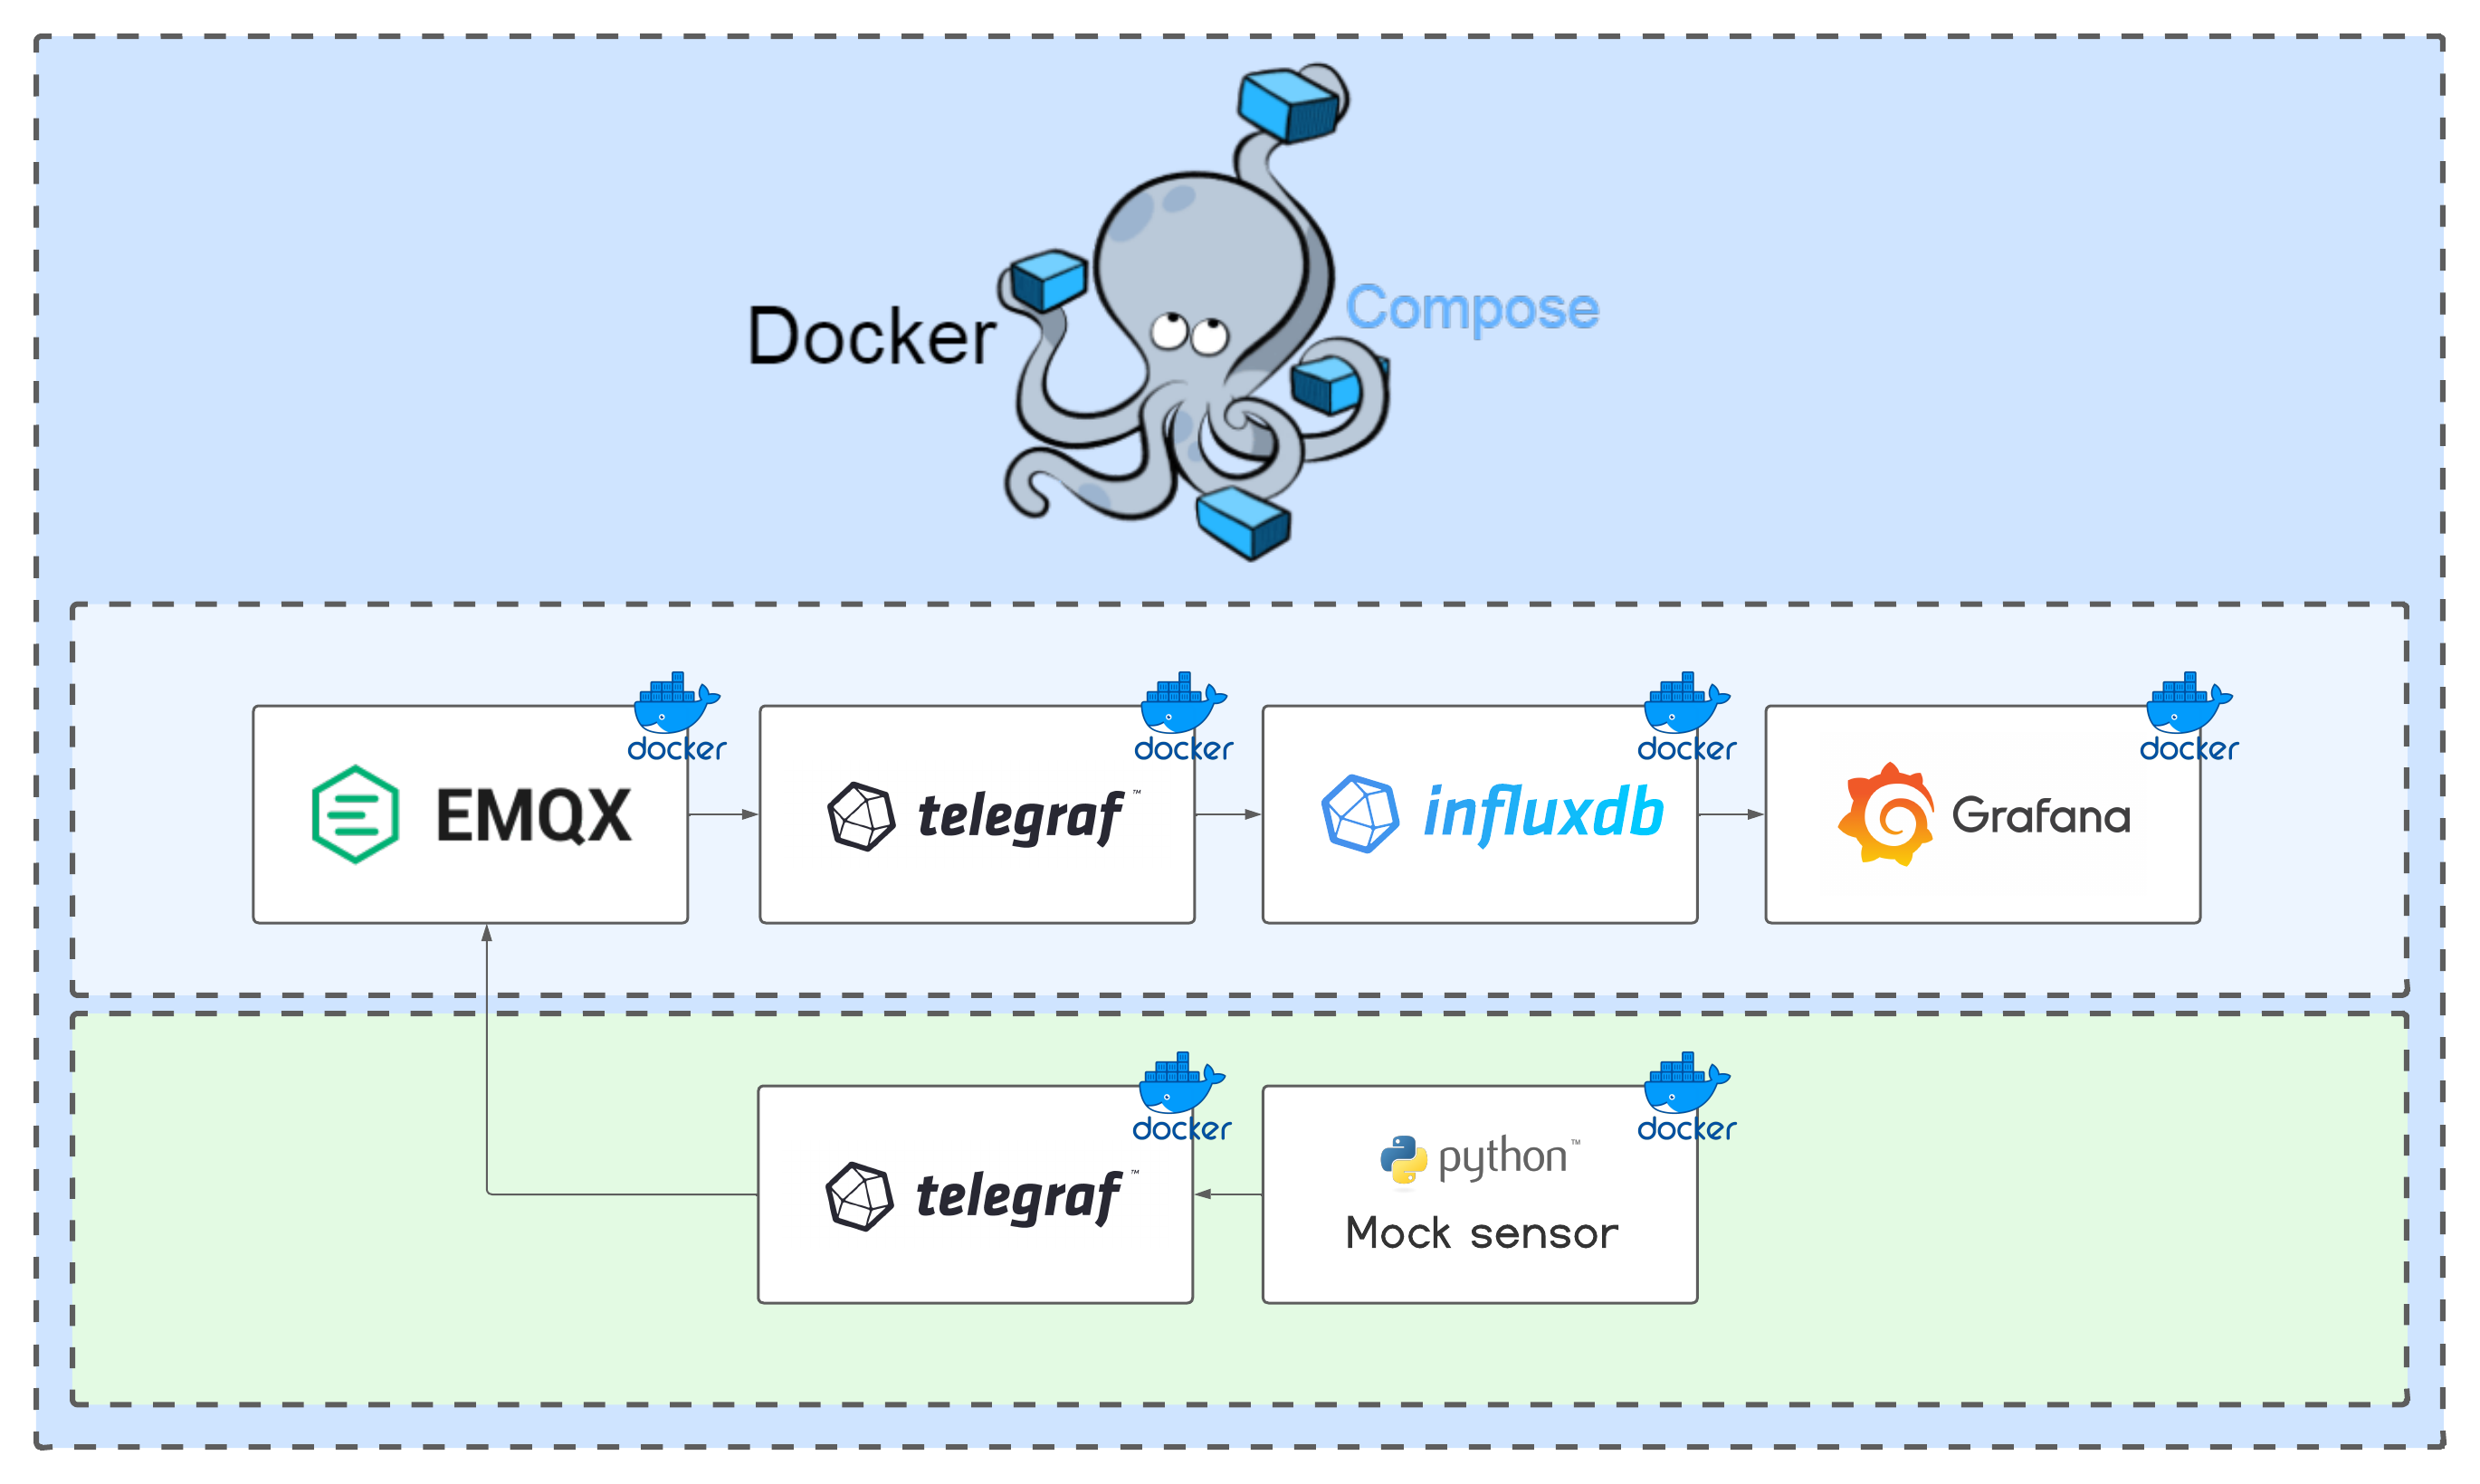 Docker
Compose
docker
docker
docker
docker
EMQX
telegraf™
influxdb
Grafana
docker
docker
telegraf™
python™
Mock sensor